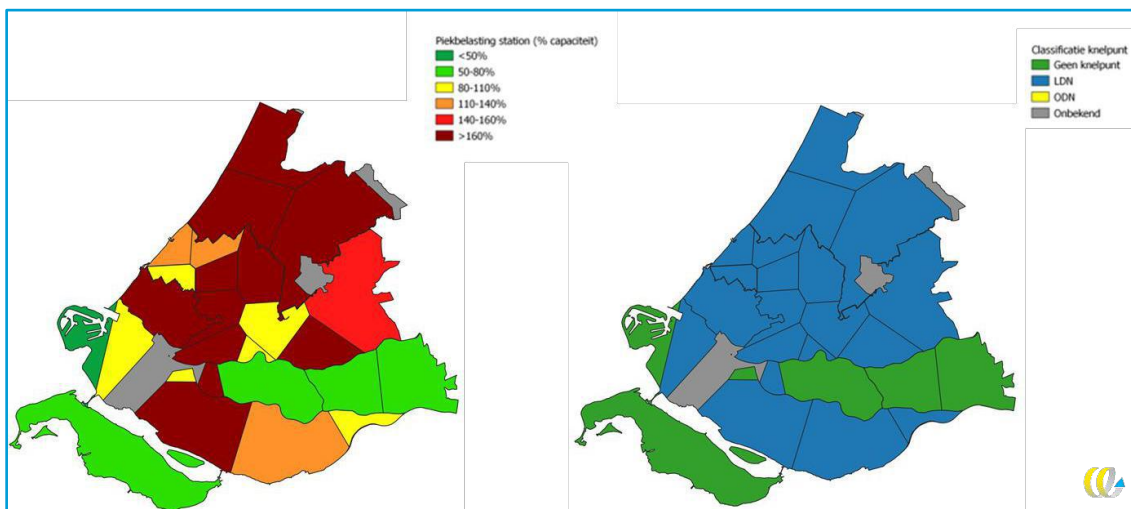 Piekbelasting station (% capaciteit)
<50%
50-80%
80-110%
110-140%
140-160%
>160%
Classificatie knelpunt
Geen knelpunt
LDN
ODN
Onbekend